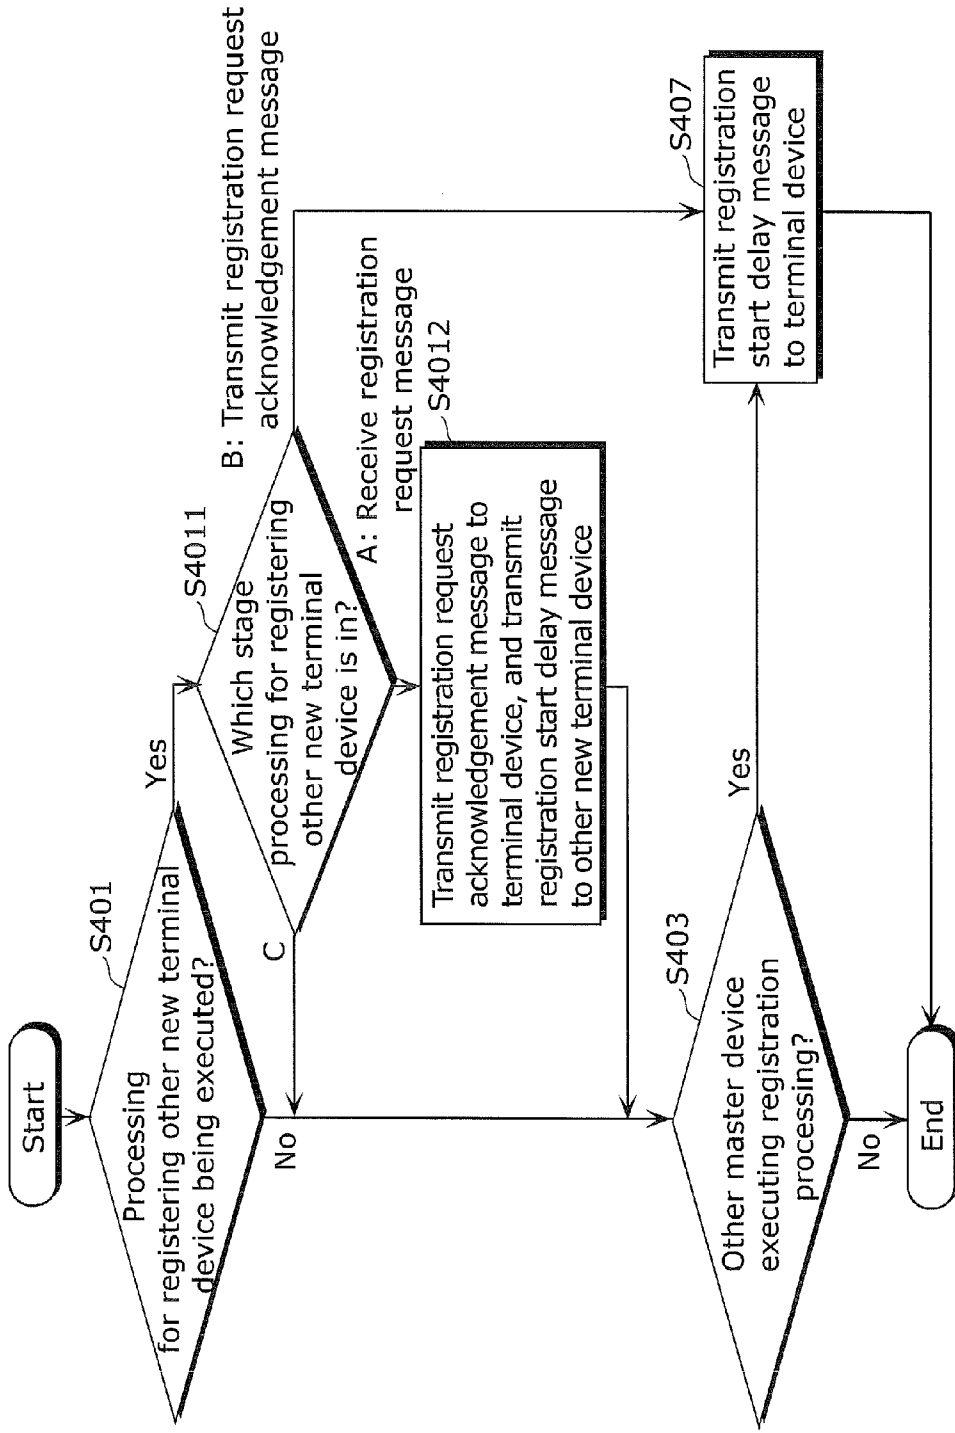 Start
S401
Processing
for registering other new terminal
device being executed?
Yes
No
S4011
Which stage
processing for registering
other new terminal
device is in?
B: Transmit registration request
acknowledgement message
C
A: Receive registration
request message
S4012
Transmit registration request
acknowledgement message to
terminal device, and transmit
registration start delay message
to other new terminal device
S403
Other master device
executing registration
processing?
Yes
No
S407
Transmit registration
start delay message
to terminal device
End